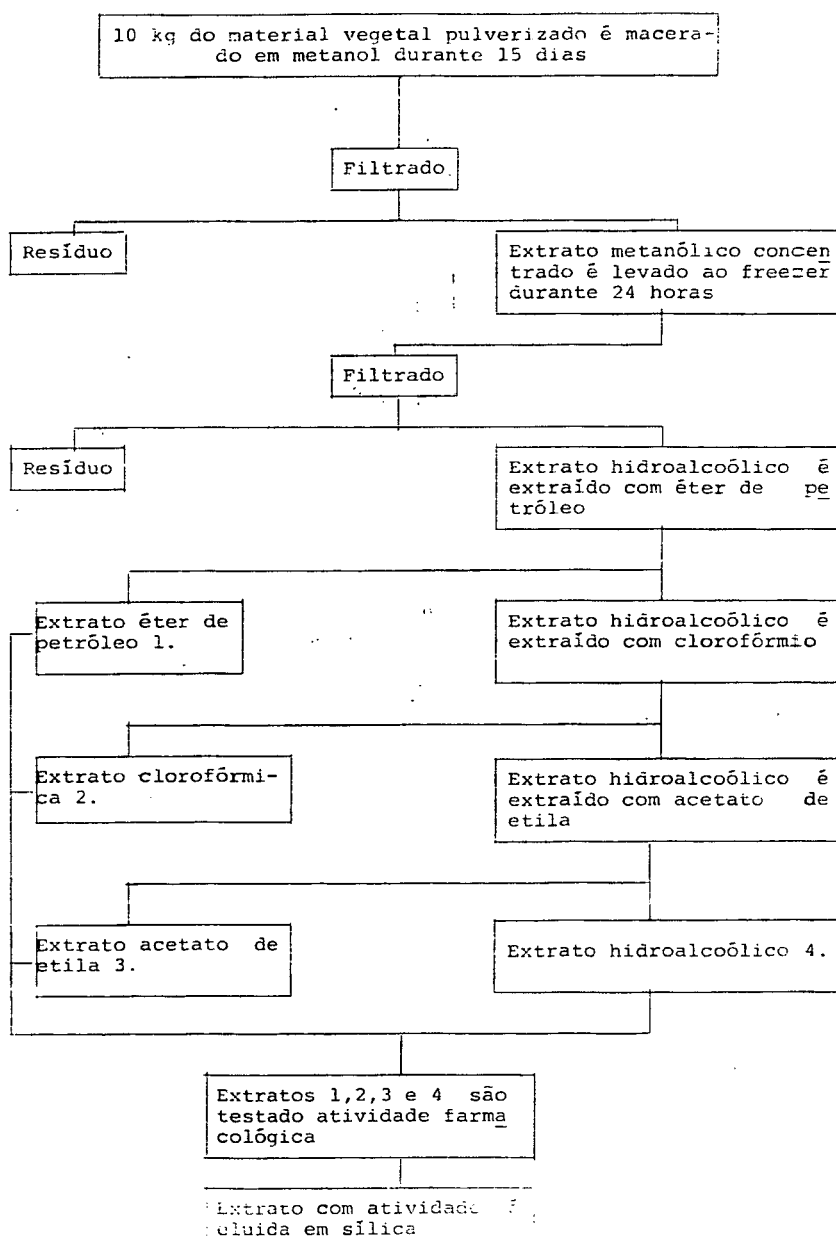 10 kg do material vegetal pulverizado é macera-
do em metanol durante 15 dias
Filtrado
Resíduo
Extrato metanólico concen
trado é levado ao freezer
durante 24 horas
Filtrado
Resíduo
Extrato hidroalcoólico é
extraído com éter de pe
tróleo
Extrato éter de
petróleo 1.
Extrato hidroalcoólico é
extraído com clorofórmio
Extrato clorofórmi-
ca 2.
Extrato hidroalcoólico é
extraído com acetato de
etila
Extrato acetato de
etila 3.
Extrato hidroalcoólico 4.
Extratos 1,2,3 e 4 são
testado atividade farma
cológica
Extrato com atividade é
eluida em sílica